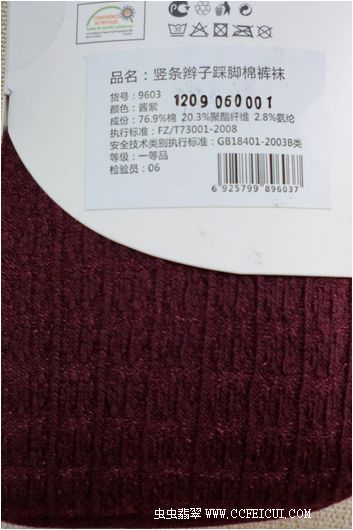 CONFIDENCE IN TEXTILES
30
品名：竖条辫子踩脚棉裤袜
货号：9603
颜色：酱紫
1209 060001
成份：76.9%棉 20.3%聚酯纤维 2.8%氨纶
执行标准：FZ/T73001-2008
安全技术类别执行标准：GB18401-2003B类
等级：一等品
检验员：06
6 925799 896037
虫虫翡翠 www.CCFEICUI.COM